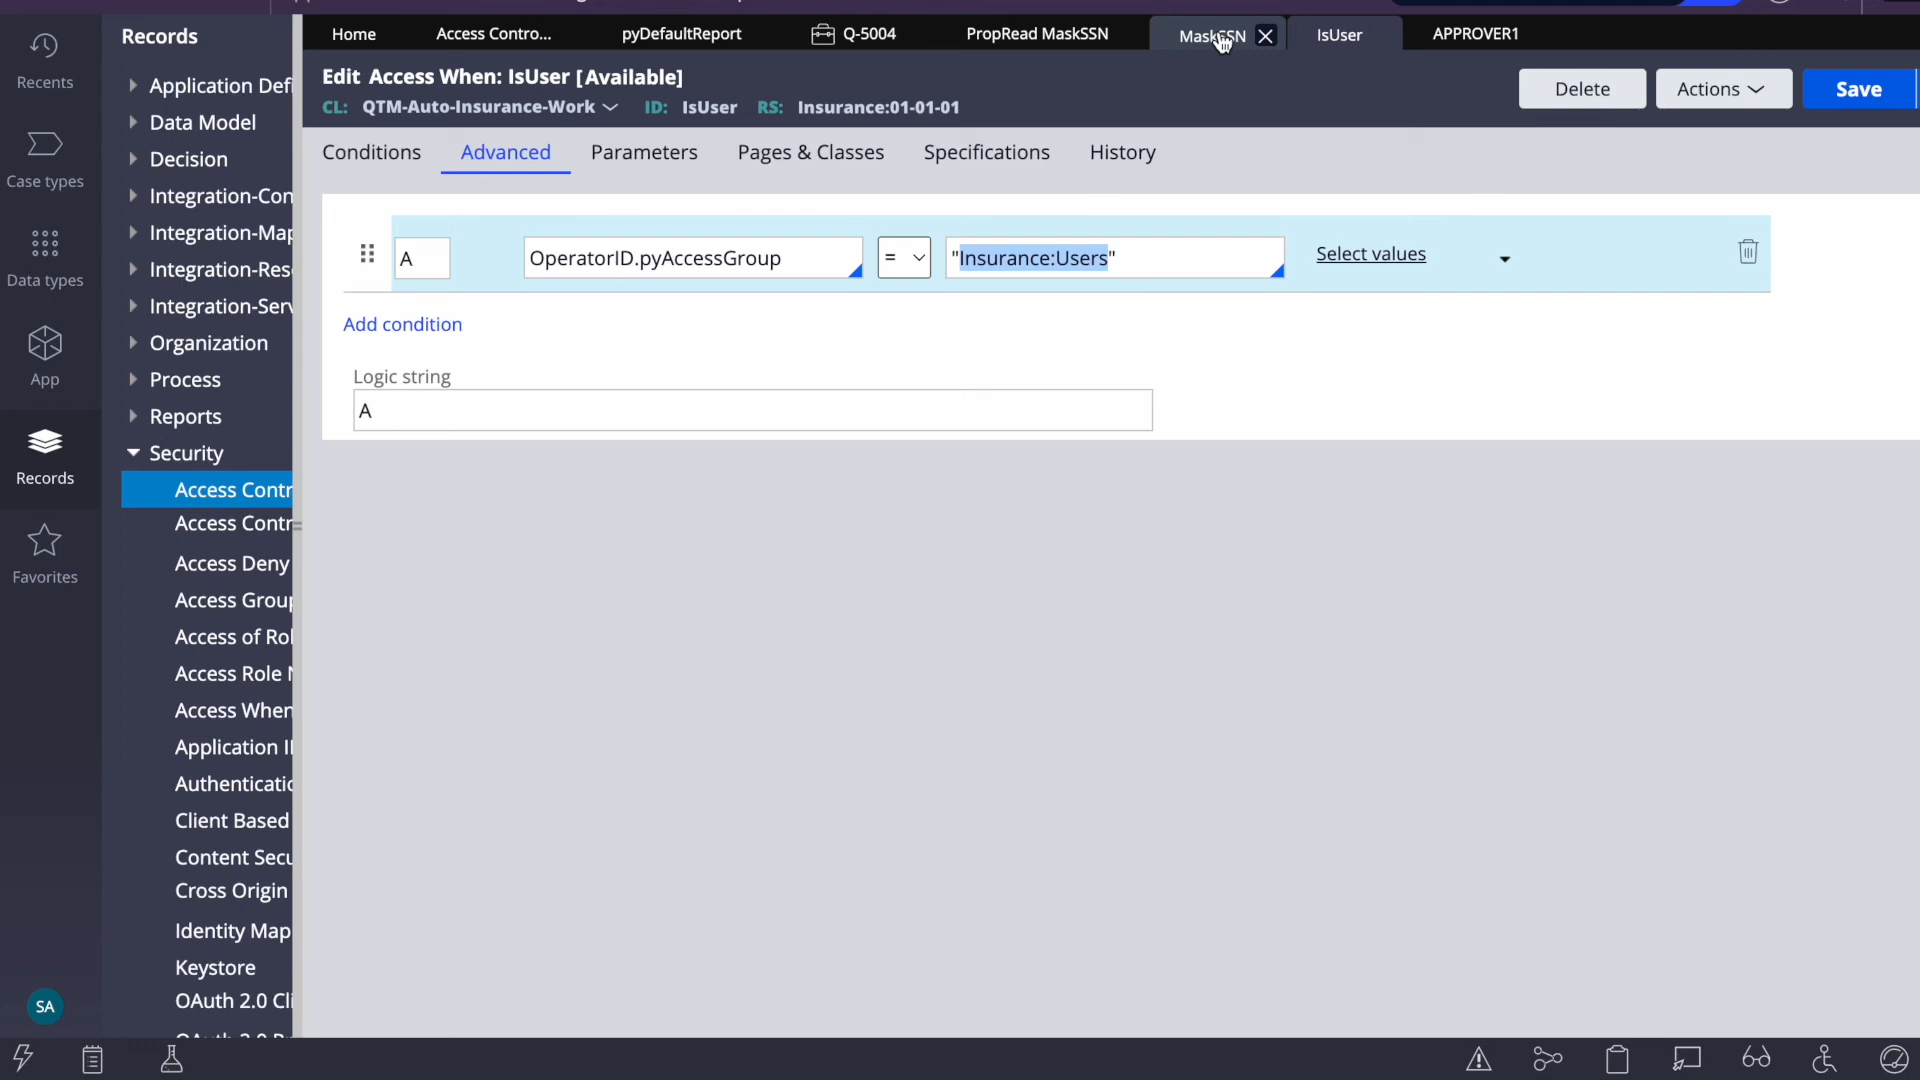 Home
Access Contro...
pyDefaultReport
Q-5004
PropRead MaskSSN
IsUser
APPROVER1
Edit Access When: IsUser [Available]
CL: QTM-Auto-Insurance-Work ID: IsUser RS: Insurance:01-01-01
Delete
Actions
Save
Conditions
Advanced
Parameters
Pages & Classes
Specifications
History
A
OperatorID.pyAccessGroup
=
"Insurance:Users"
Select values
Add condition
Logic string
A
Recents
Case types
Data types
App
Records
Favorites
SA
Records
Application Defi
Data Model
Decision
Integration-Con
Integration-Map
Integration-Res
Integration-Serv
Organization
Process
Reports
Security
Access Contr
Access Contr
Access Deny
Access Group
Access of Rol
Access Role
Access When
Application
Authenticatio
Client Based
Content Secu
Cross Origin
Identity Map
Keystore
OAuth 2.0 Cli